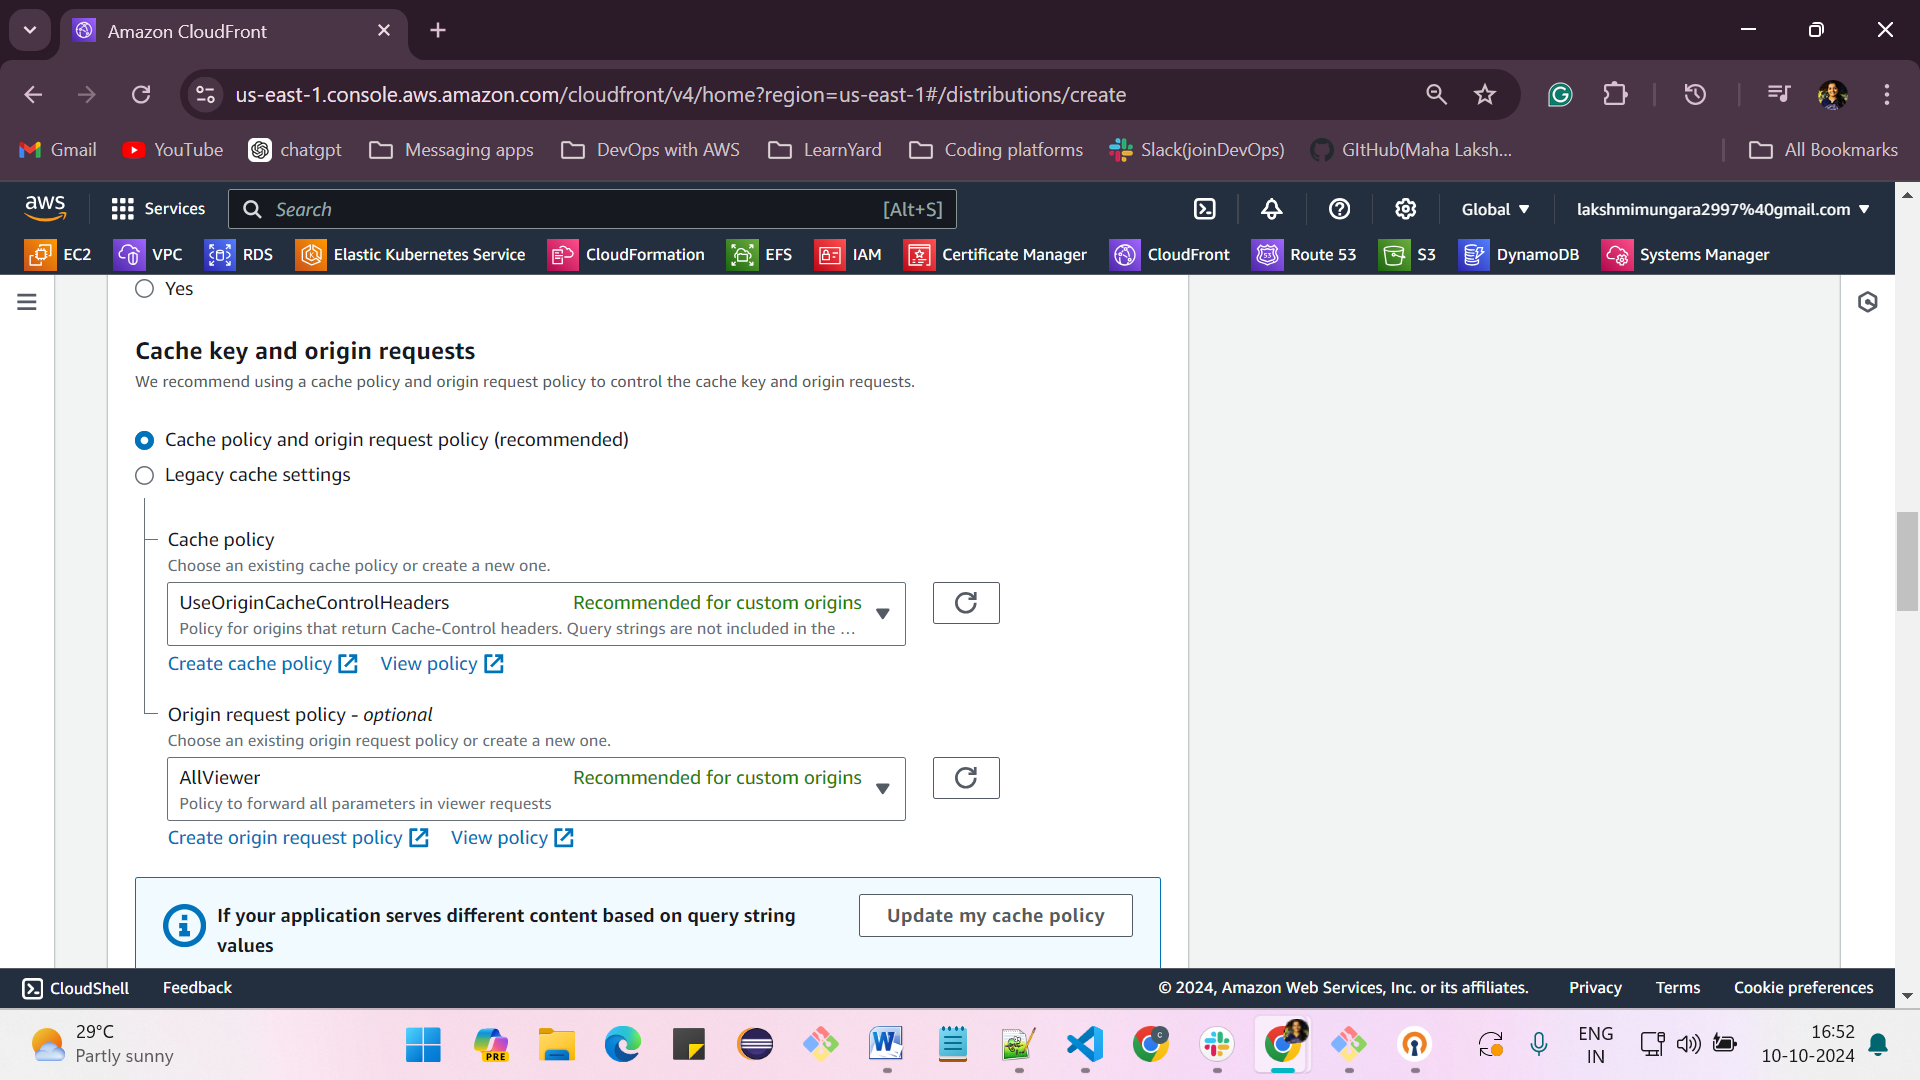 Amazon CloudFront
us-east-1.console.aws.amazon.com/cloudfront/v4/home?region=us-east-1#/distributions/create
Gmail
YouTube
chatgpt
Messaging apps
DevOps with AWS
LearnYard
Coding platforms
Slack(joinDevOps)
GItHub(Maha Laksh...
All Bookmarks
aws
Services
Search
[Alt+S]
Global
lakshmimungara2997%40gmail.com
EC2
VPC
RDS
Elastic Kubernetes Service
CloudFormation
EFS
IAM
Certificate Manager
CloudFront
Route 53
S3
DynamoDB
Systems Manager
Yes
Cache key and origin requests
We recommend using a cache policy and origin request policy to control the cache key and origin requests.
Cache policy and origin request policy (recommended)
Legacy cache settings
Cache policy
Choose an existing cache policy or create a new one.
UseOriginCacheControlHeaders
Recommended for custom origins
Policy for origins that return Cache-Control headers. Query strings are not included in the ...
Create cache policy
View policy
Origin request policy - optional
Choose an existing origin request policy or create a new one.
AllViewer
Recommended for custom origins
Policy to forward all parameters in viewer requests
Create origin request policy
View policy
If your application serves different content based on query string
values
Update my cache policy
CloudShell
Feedback
© 2024, Amazon Web Services, Inc. or its affiliates.
Privacy
Terms
Cookie preferences
29°C
Partly sunny
PRE
ENG
IN
16:52
10-10-2024